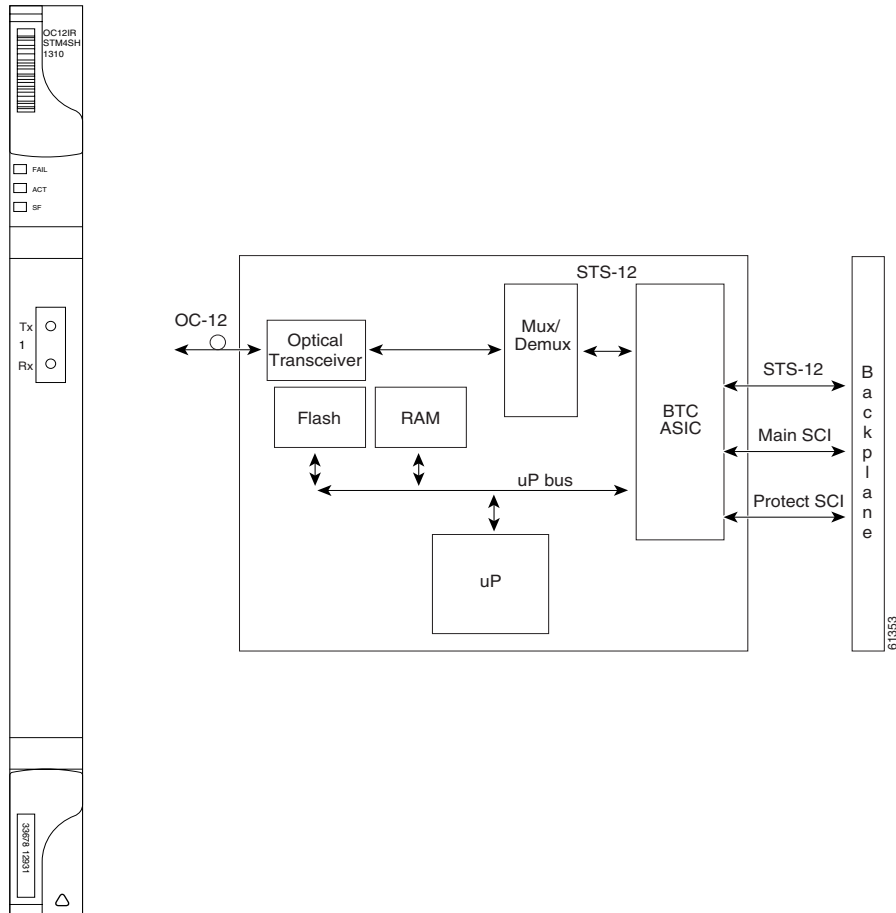 OC12IR
STM4SH
1310
FAIL
ACT
SF
Tx
1
Rx
33678 12931
OC-12
Optical
Transceiver
STS-12
Mux/
Demux
Flash
RAM
uP bus
uP
BTC
ASIC
STS-12
Main SCI
Protect SCI
Backplane
61353